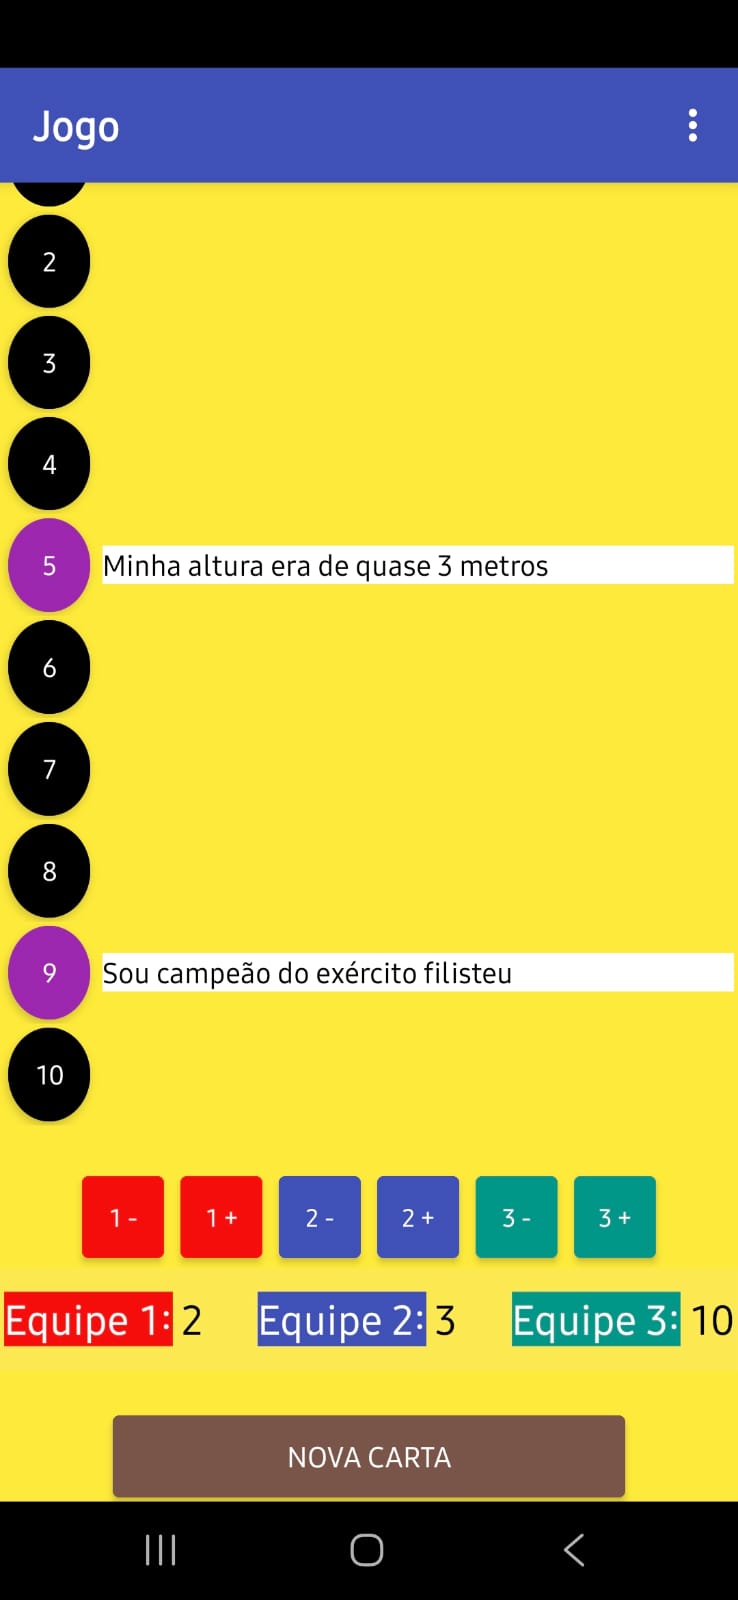 Jogo
2
3
4
5 Minha altura era de quase 3 metros
6
7
8
9 Sou campeão do exército filisteu
10
1 - 1 + 2 - 2 + 3 - 3 +
Equipe 1: 2 Equipe 2: 3 Equipe 3: 10
NOVA CARTA